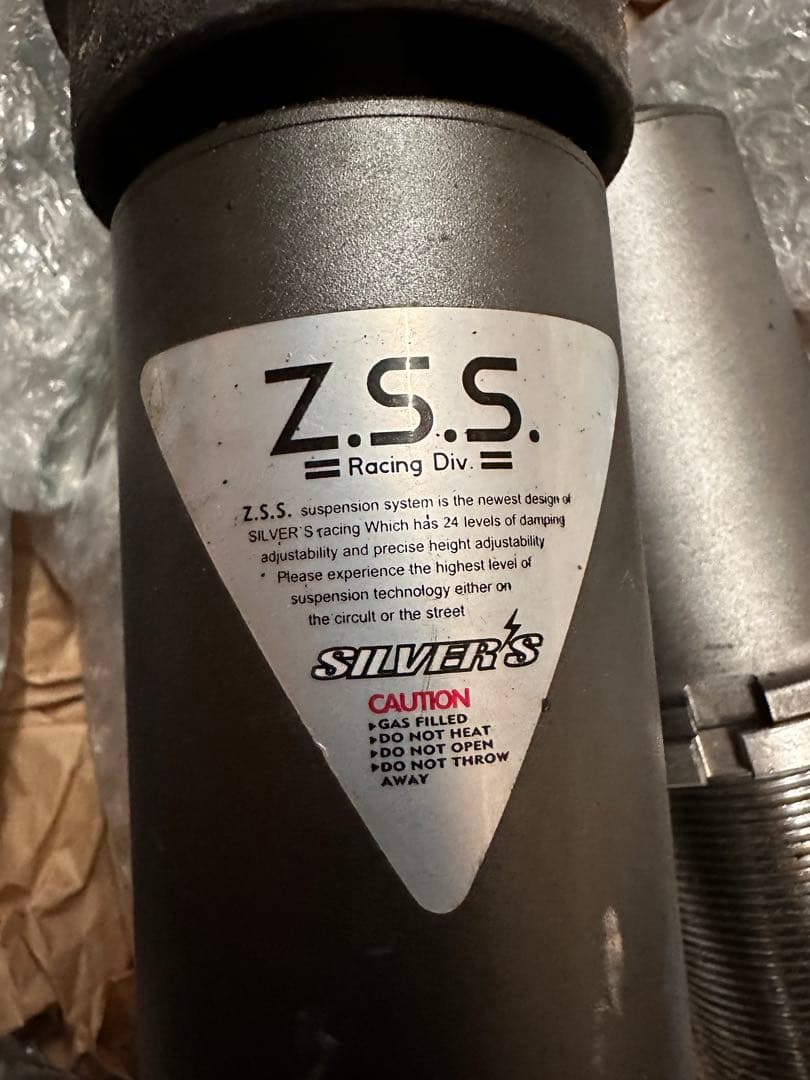 Z.S.S.
Racing Div.
Z.S.S. suspension system is the newest design of
SILVER'S racing Which has 24 levels of damping
adjustability and precise height adjustability
Please experience the highest level of
suspension technology either on
the circult or the street
SILVER'S
CAUTION
▸GAS FILLED
▸DO NOT HEAT
▸DO NOT OPEN
▸DO NOT THROW
AWAY